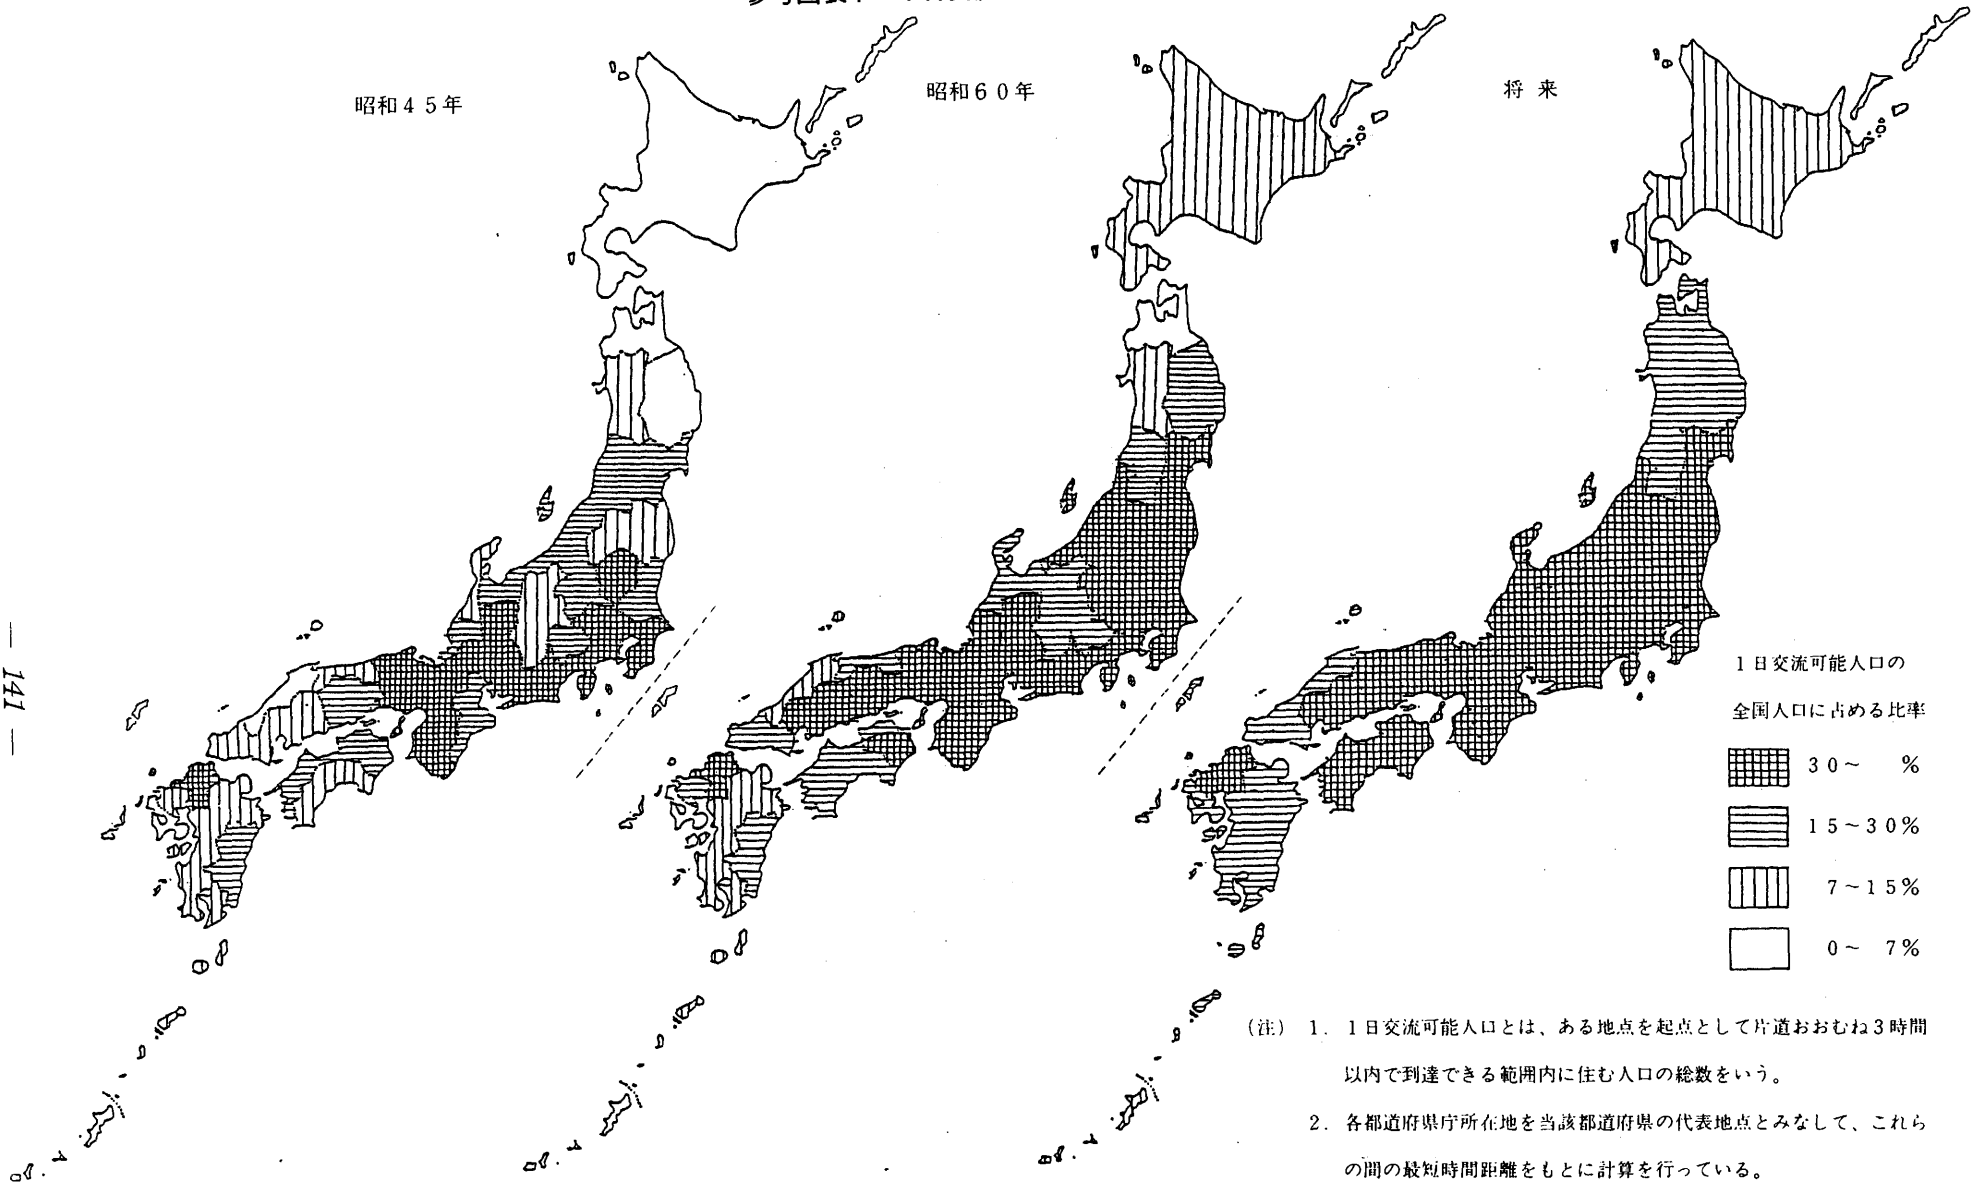 昭和45年
昭和60年
将来
1日交流可能人口の
全国人口に占める比率
30～ %
15～30%
7～15%
0～ 7%
(注) 1. 1日交流可能人口とは、ある地点を起点として片道おおむね3時間
以内で到達できる範囲内に住む人口の総数をいう。
2. 各都道府県庁所在地を当該都道府県の代表地点とみなして、これら
の間の最短時間距離をもとに計算を行っている。
— 141 —